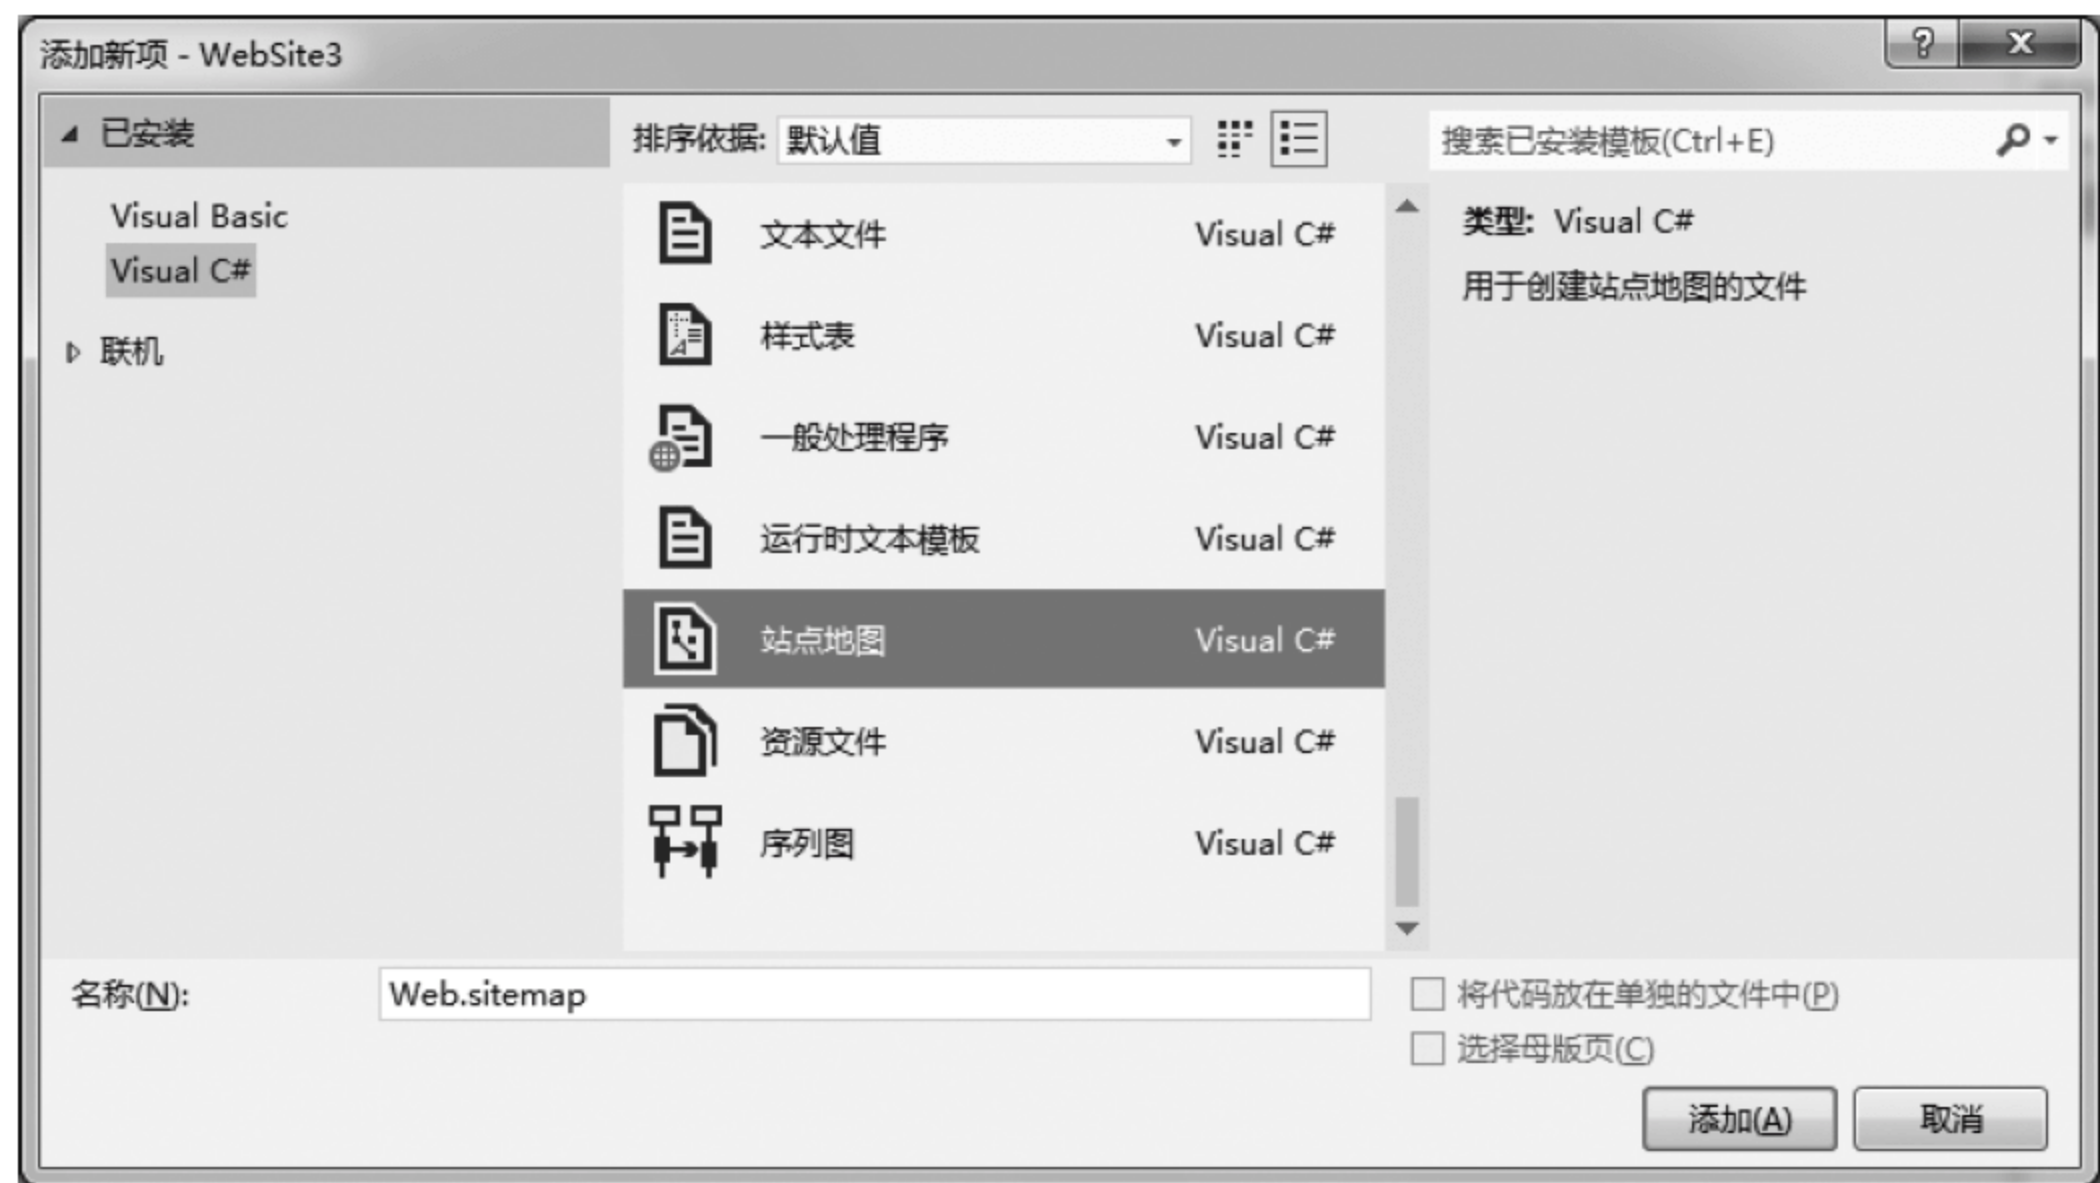 添加新项 - WebSite3
已安装
Visual Basic
Visual C#
联机
排序依据: 默认值
搜索已安装模板(Ctrl+E)
文本文件 Visual C#
样式表 Visual C#
一般处理程序 Visual C#
运行时文本模板 Visual C#
站点地图 Visual C#
资源文件 Visual C#
序列图 Visual C#
类型: Visual C#
用于创建站点地图的文件
名称(N): Web.sitemap
将代码放在单独的文件中(P)
选择母版页(C)
添加(A) 取消